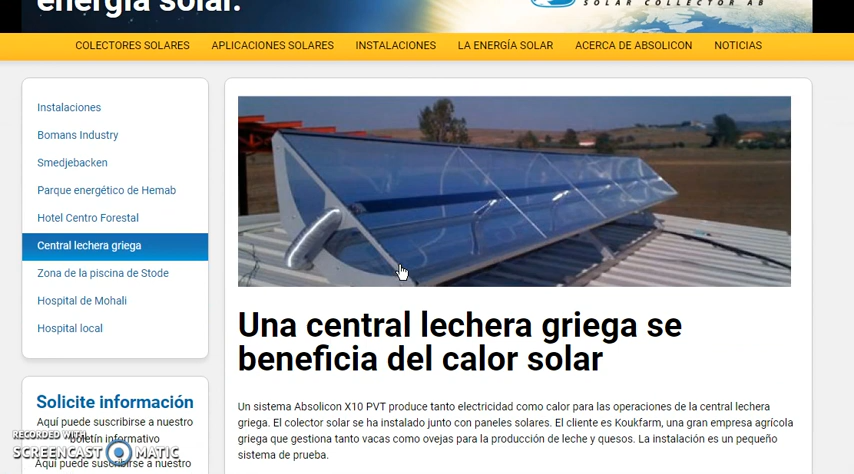 energía solar.
SOLAR COLLECTOR AB
COLECTORES SOLARES APLICACIONES SOLARES INSTALACIONES LA ENERGÍA SOLAR ACERCA DE ABSOLICON NOTICIAS
Instalaciones
Bomans Industry
Smedjebacken
Parque energético de Hemab
Hotel Centro Forestal
Central lechera griega
Zona de la piscina de Stode
Hospital de Mohali
Hospital local
Solicite información
Aquí puede suscribirse a nuestro
boletín informativo
Aquí puede suscribirse a nuestro
Una central lechera griega se
beneficia del calor solar
Un sistema Absolicon X10 PVT produce tanto electricidad como calor para las operaciones de la central lechera
griega. El colector solar se ha instalado junto con paneles solares. El cliente es Koukfarm, una gran empresa agrícola
griega que gestiona tanto vacas como ovejas para la producción de leche y quesos. La instalación es un pequeño
sistema de prueba.
RECORDED WITH
SCREENCAST MATIC